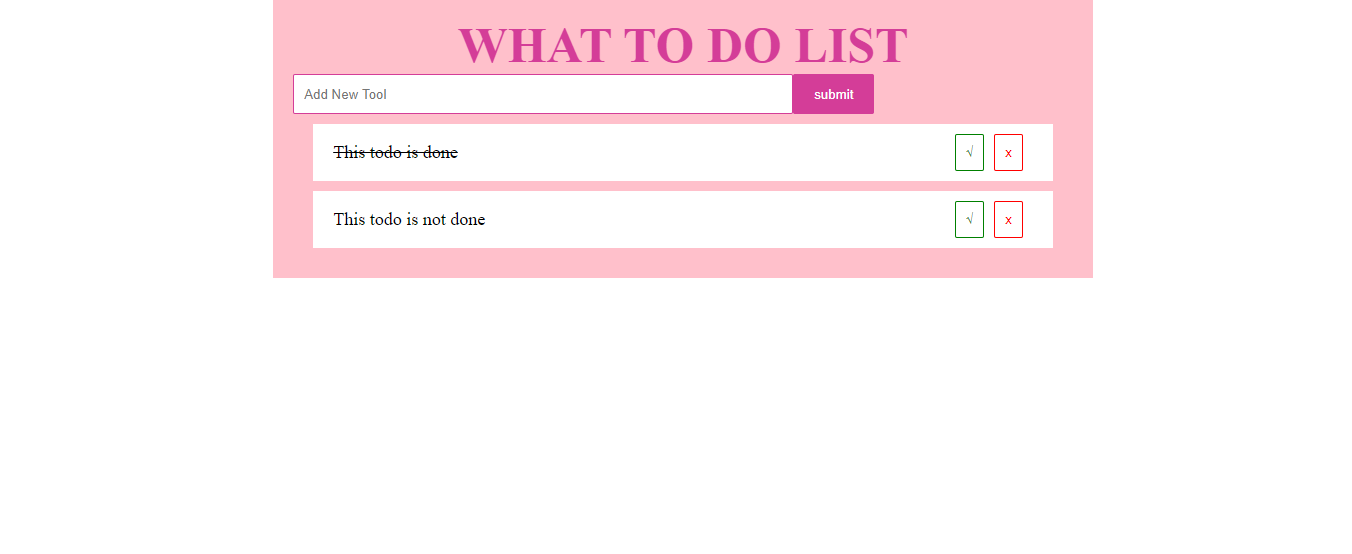 WHAT TO DO LIST
Add New Tool submit
This todo is done √ x
This todo is not done √ x